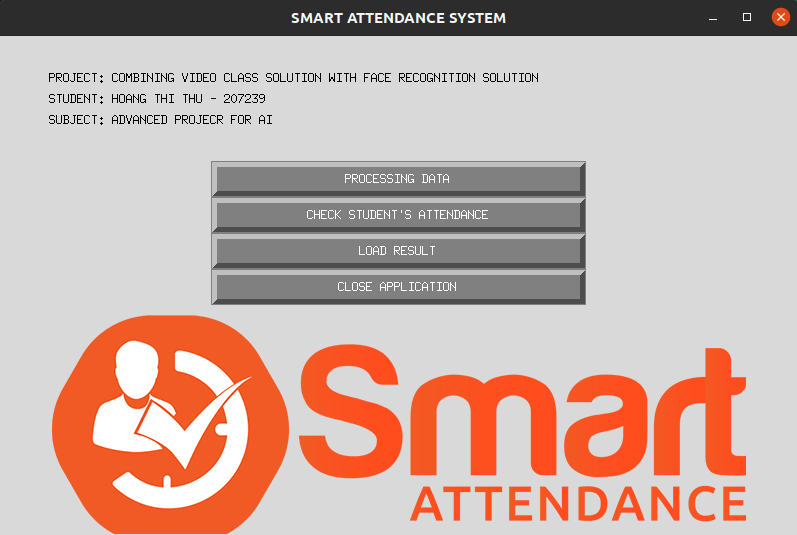 SMART ATTENDANCE SYSTEM
PROJECT: COMBINING VIDEO CLASS SOLUTION WITH FACE RECOGNITION SOLUTION
STUDENT: HOANG THI THU - 207239
SUBJECT: ADVANCED PROJECR FOR AI
PROCESSING DATA
CHECK STUDENT'S ATTENDANCE
LOAD RESULT
CLOSE APPLICATION
Smart
ATTENDANCE